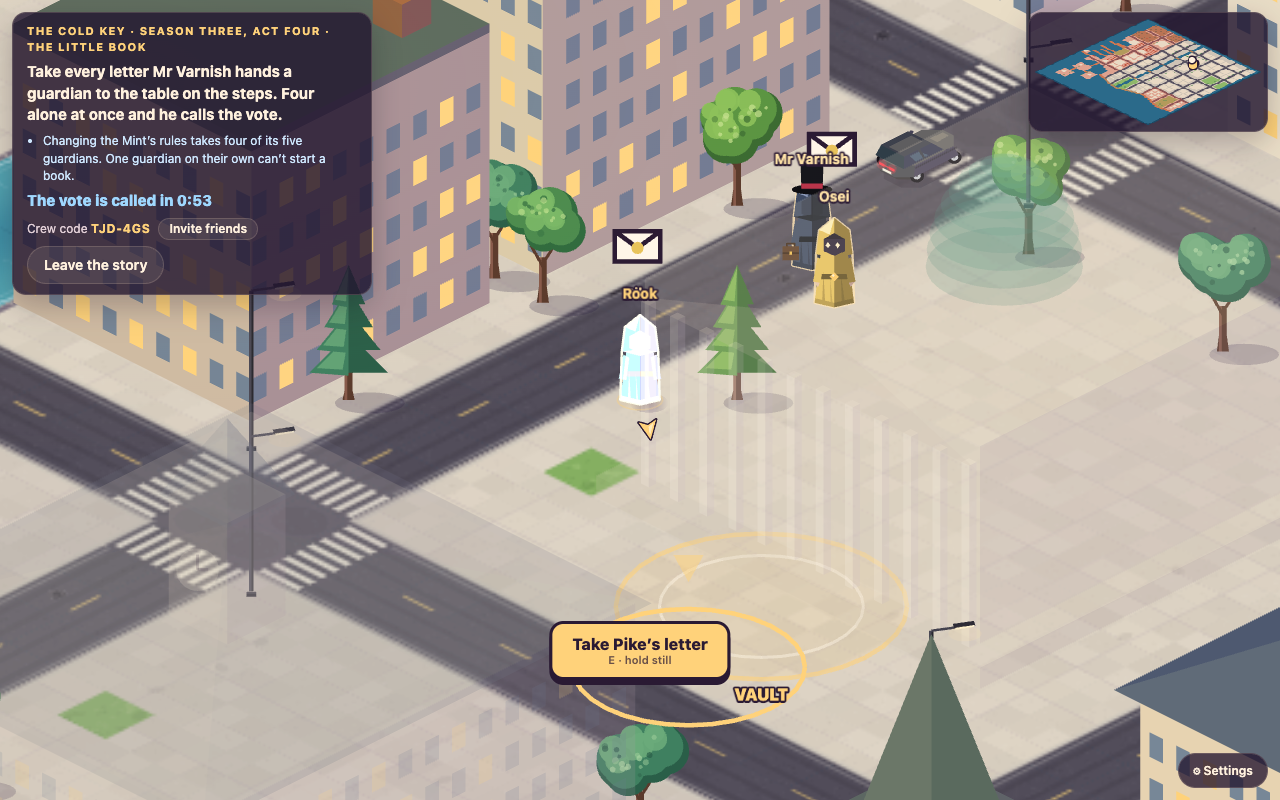 THE COLD KEY · SEASON THREE, ACT FOUR ·
THE LITTLE BOOK
Take every letter Mr Varnish hands a
guardian to the table on the steps. Four
alone at once and he calls the vote.
• Changing the Mint's rules takes four of its five
guardians. One guardian on their own can't start a
book.
The vote is called in 0:53
Crew code TJD-4GS Invite friends
Leave the story
Mr Varnish
Osei
Röök
Take Pike's letter
E · hold still
VAULT
⚙ Settings